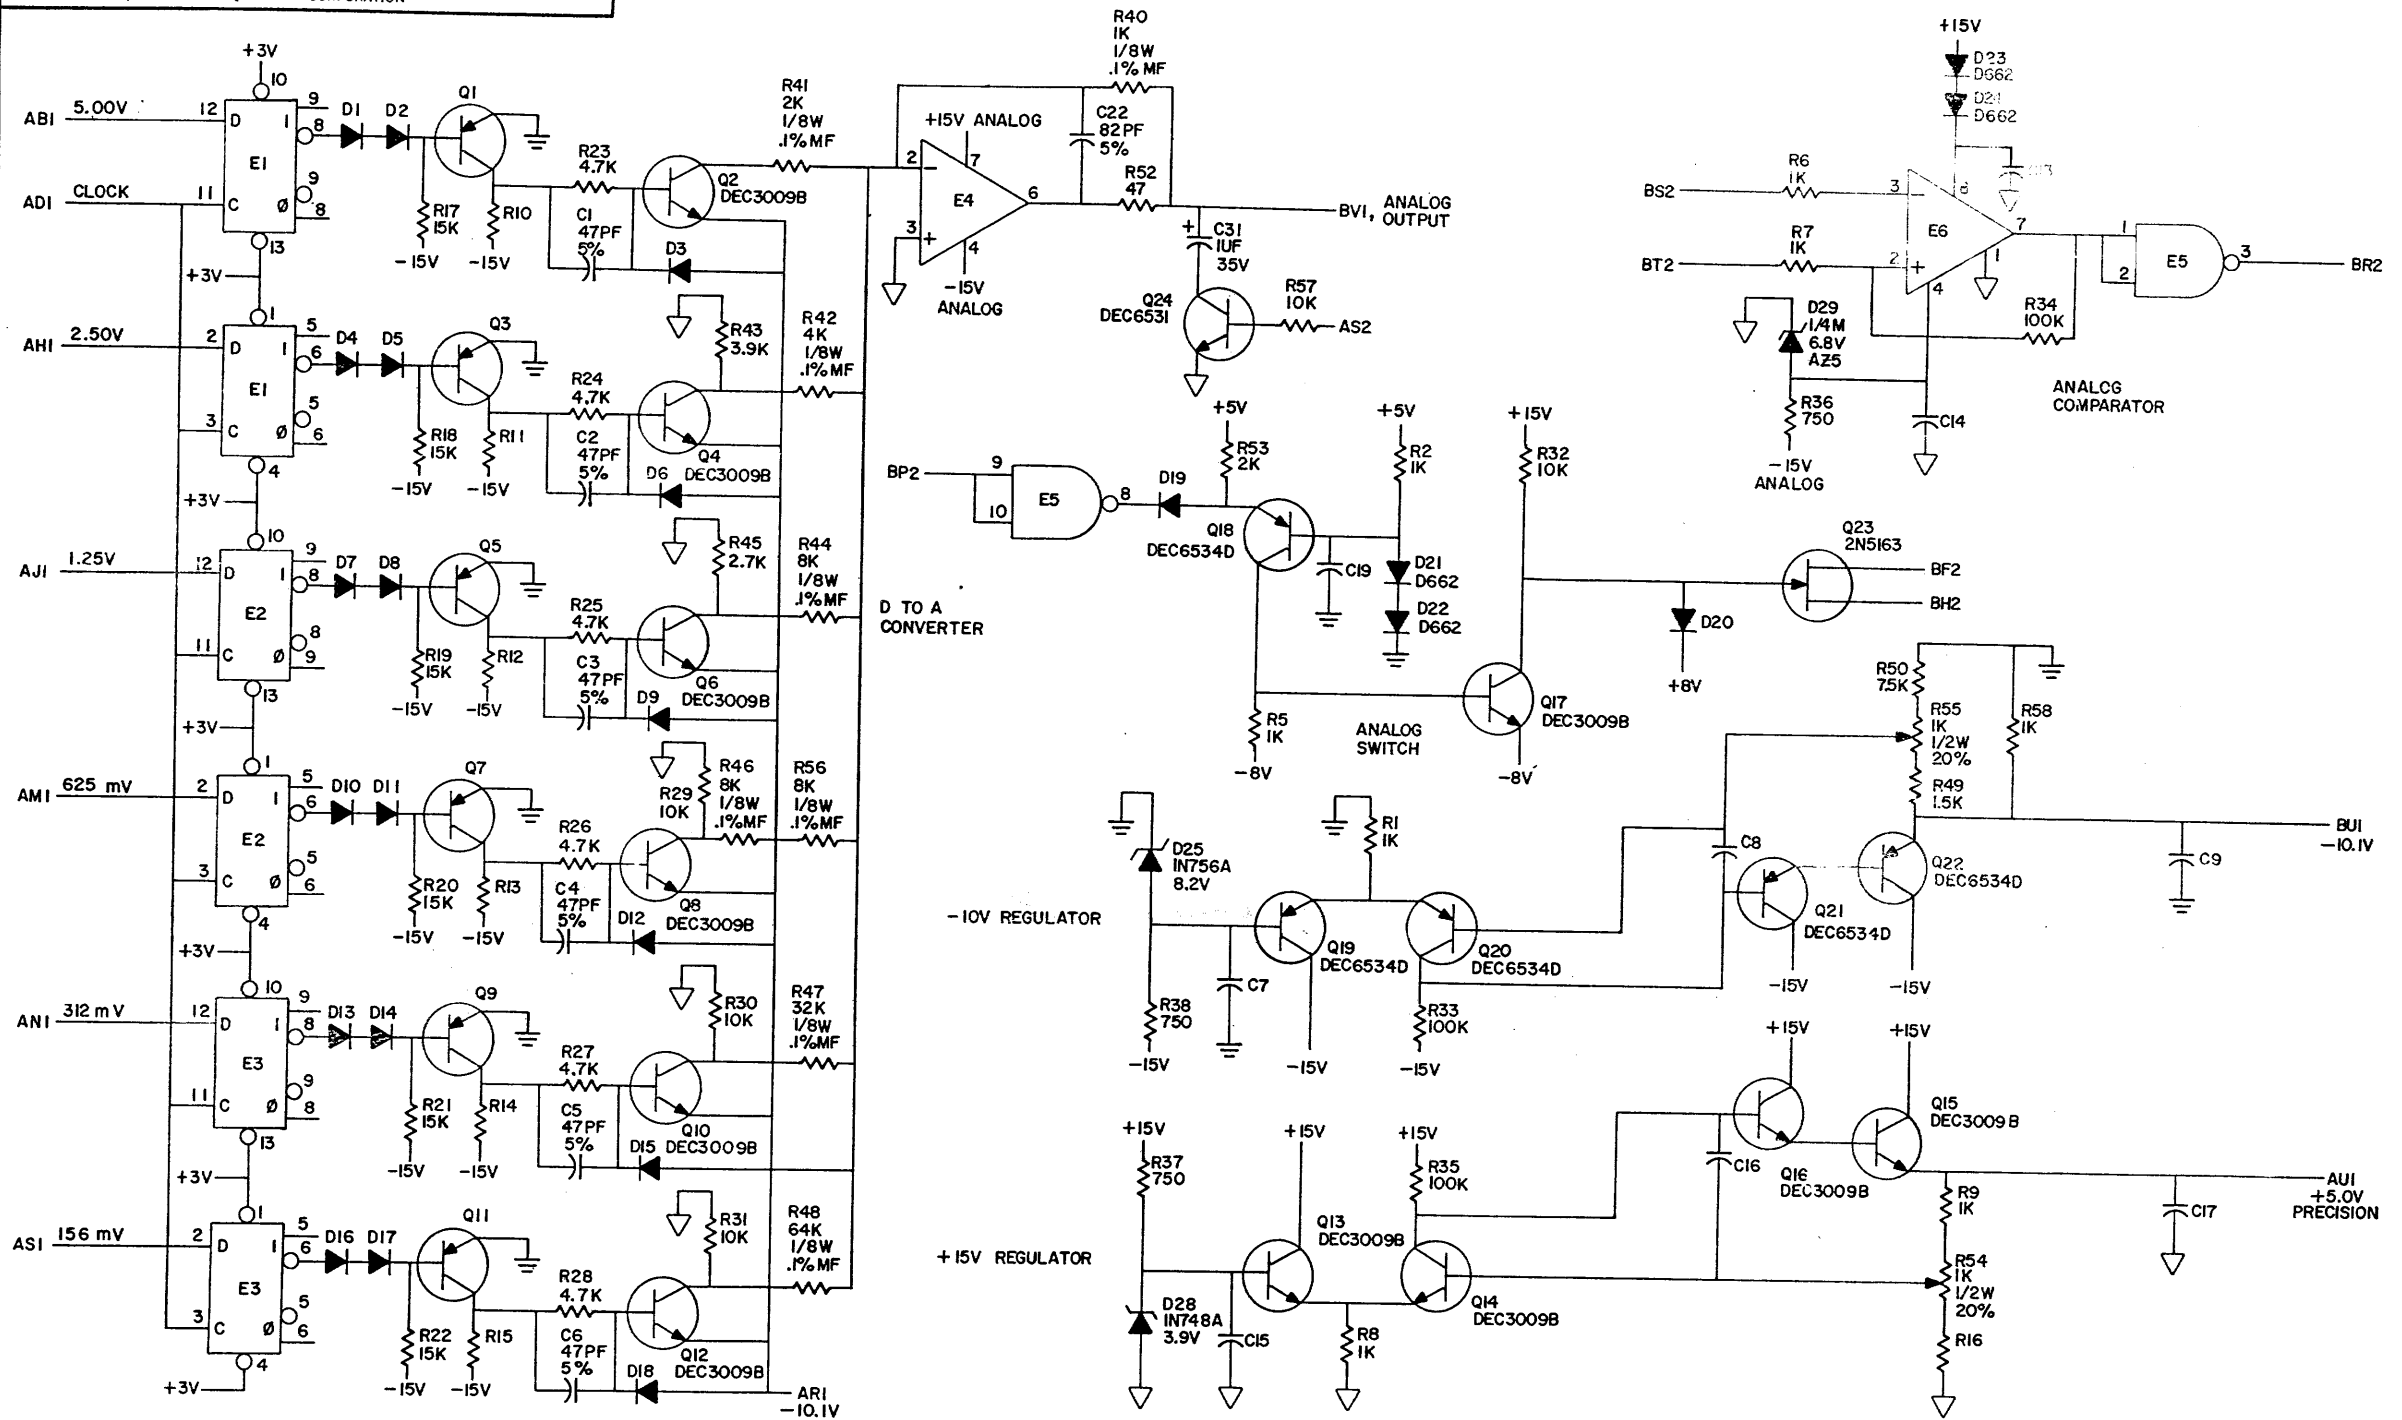 +3V
10
ABI 5.00V 12 D E1 1 9 8
ADI CLOCK 11 C Ø 9 8
13
+3V
D1 D2 Q1
R17 15K -15V
R10 -15V
R23 4.7K
C1 47PF 5%
Q2 DEC3009B
D3
R41 2K 1/8W .1% MF
1
AHI 2.50V 2 D E1 1 5 6
3 C Ø 5 6
4
+3V
D4 D5 Q3
R18 15K -15V
R11 -15V
R24 4.7K
C2 47PF 5%
Q4 DEC3009B
D6
R43 3.9K
R42 4K 1/8W .1% MF
10
AJI 1.25V 12 D E2 1 9 8
11 C Ø 8 9
13
+3V
D7 D8 Q5
R19 15K -15V
R12 -15V
R25 4.7K
C3 47PF 5%
Q6 DEC3009B
D9
R45 2.7K
R44 8K 1/8W .1%MF
1
AMI 625 mV 2 D E2 1 5 6
3 C Ø 5 6
4
+3V
D10 D11 Q7
R20 15K -15V
R13 -15V
R26 4.7K
C4 47PF 5%
Q8 DEC3009B
D12
R29 10K
R46 8K 1/8W .1%MF
R56 8K 1/8W .1%MF
10
ANI 312 mV 12 D E3 1 9 8
11 C Ø 9 8
13
+3V
D13 D14 Q9
R21 15K -15V
R14 -15V
R27 4.7K
C5 47PF 5%
Q10 DEC3009B
D15
R30 10K
R47 32K 1/8W .1%MF
1
ASI 156 mV 2 D E3 1 5 6
3 C Ø 5 6
4
+3V
D16 D17 Q11
R22 15K -15V
R15 -15V
R28 4.7K
C6 47PF 5%
Q12 DEC3009B
D18
R31 10K
R48 64K 1/8W .1%MF
ARI
-10.1V
D TO A
CONVERTER
R40
1K
1/8W
.1% MF
C22
82PF
5%
+15V ANALOG
2 - 7 E4 6
3 + 4
-15V
ANALOG
R52
47
BVI, ANALOG
OUTPUT
+ C31
1UF
35V
Q24
DEC6531
R57
10K
AS2
+15V
D23
D662
D662
BS2 R6 1K 3 - 8
E6 7
BT2 R7 1K 2 + 1
4
R34
100K
1 2 E5 3 BR2
D29
1/4M
6.8V
AZ5
R36
750
-15V
ANALOG
C14
ANALCG
COMPARATOR
BP2 9 10 E5 8 D19
+5V
R53
2K
Q18
DEC6534D
+5V
R2
1K
C19
D21
D662
D22
D662
R5
1K
-8V
ANALOG
SWITCH
+15V
R32
10K
Q17
DEC3009B
-8V
D20
+8V
Q23
2N5163
BF2
BH2
-10V REGULATOR
D25
IN756A
8.2V
R38
750
-15V
C7
Q19
DEC6534D
-15V
R1
1K
Q20
DEC6534D
R33
100K
-15V
C8
Q21
DEC6534D
-15V
Q22
DEC6534D
-15V
R50
7.5K
R55
1K
1/2W
20%
R49
1.5K
R58
1K
C9
BUI
-10.1V
+15V REGULATOR
+15V
R37
750
D28
IN748A
3.9V
C15
+15V
Q13
DEC3009B
R8
1K
+15V
R35
100K
Q14
DEC3009B
C16
+15V
Q16
DEC3009B
+15V
Q15
DEC3009B
R9
1K
R54
1K
1/2W
20%
R16
C17
AUI
+5.0V
PRECISION